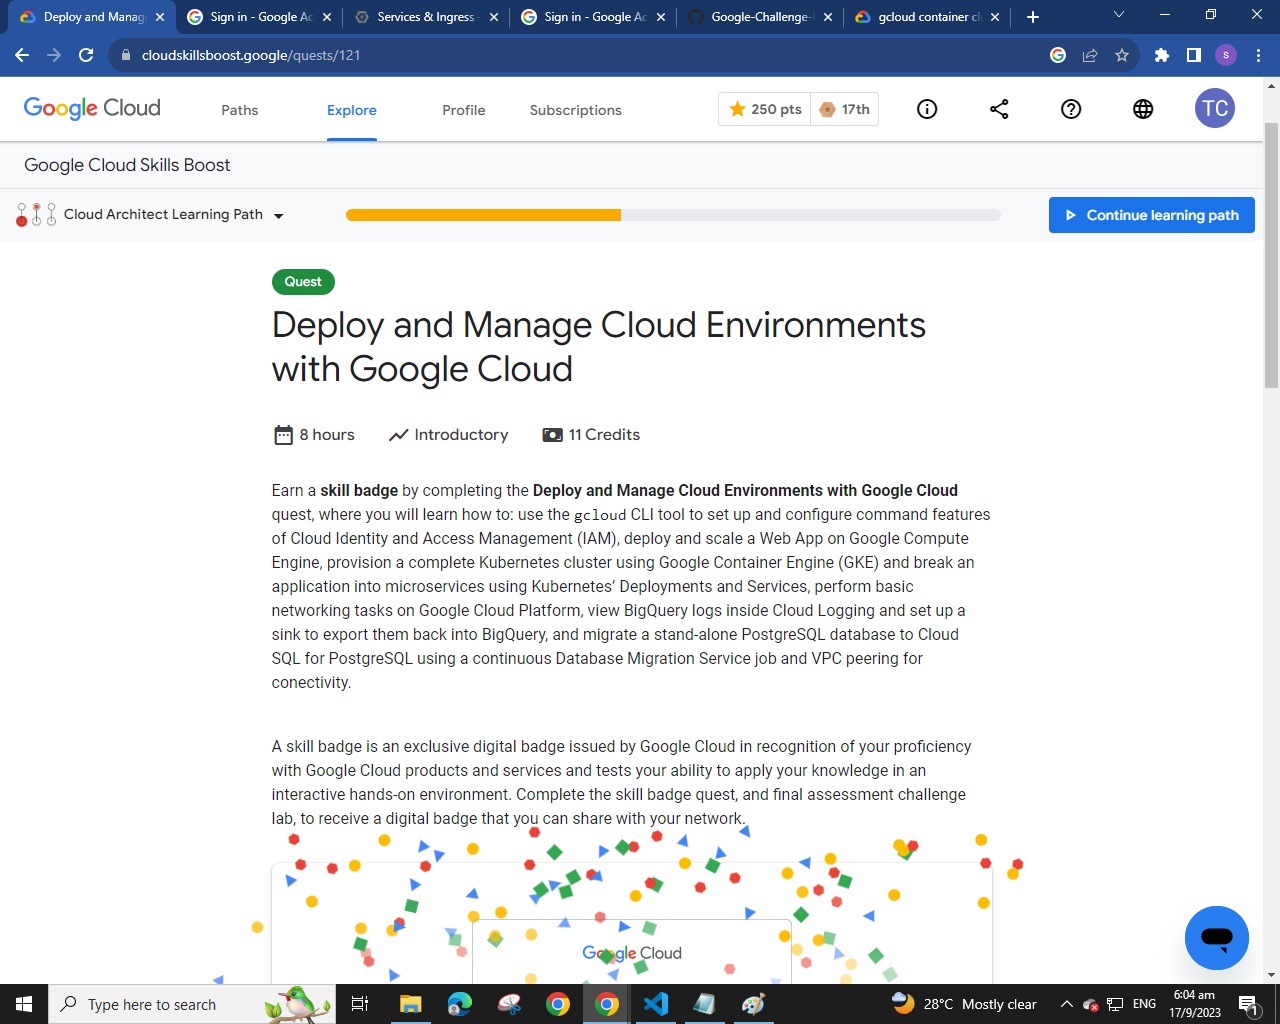 Deploy and Manag
Sign in - Google Ac
Services & Ingress
Sign in - Google Ac
Google-Challenge-
gcloud container cl
cloudskillsboost.google/quests/121
S
Google Cloud
Paths
Explore
Profile
Subscriptions
250 pts
17th
TC
Google Cloud Skills Boost
Cloud Architect Learning Path
Continue learning path
Quest
Deploy and Manage Cloud Environments
with Google Cloud
8 hours
Introductory
11 Credits
Earn a skill badge by completing the Deploy and Manage Cloud Environments with Google Cloud
quest, where you will learn how to: use the gcloud CLI tool to set up and configure command features
of Cloud Identity and Access Management (IAM), deploy and scale a Web App on Google Compute
Engine, provision a complete Kubernetes cluster using Google Container Engine (GKE) and break an
application into microservices using Kubernetes’ Deployments and Services, perform basic
networking tasks on Google Cloud Platform, view BigQuery logs inside Cloud Logging and set up a
sink to export them back into BigQuery, and migrate a stand-alone PostgreSQL database to Cloud
SQL for PostgreSQL using a continuous Database Migration Service job and VPC peering for
conectivity.
A skill badge is an exclusive digital badge issued by Google Cloud in recognition of your proficiency
with Google Cloud products and services and tests your ability to apply your knowledge in an
interactive hands-on environment. Complete the skill badge quest, and final assessment challenge
lab, to receive a digital badge that you can share with your network.
Google Cloud
Type here to search
28°C Mostly clear
ENG
6:04 am
17/9/2023
1